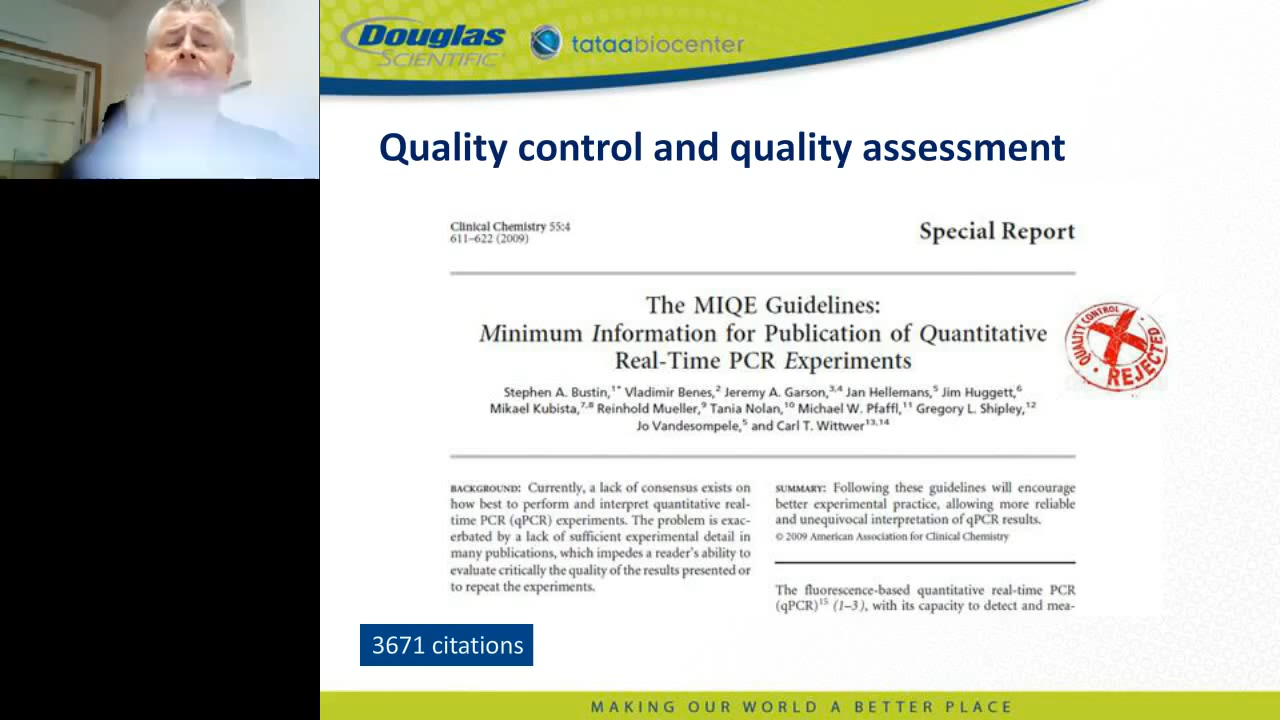 Douglas
SCIENTIFIC
tataabiocenter
Quality control and quality assessment
Clinical Chemistry 55:4
611–622 (2009)
Special Report
The MIQE Guidelines:
Minimum Information for Publication of Quantitative
Real-Time PCR Experiments
Stephen A. Bustin,1* Vladimir Benes,2 Jeremy A. Garson,3,4 Jan Hellemans,5 Jim Huggett,6
Mikael Kubista,7,8 Reinhold Mueller,9 Tania Nolan,10 Michael W. Pfaffl,11 Gregory L. Shipley,12
Jo Vandesompele,5 and Carl T. Wittwer13,14
QUALITY CONTROL
REJECTED
BACKGROUND: Currently, a lack of consensus exists on
how best to perform and interpret quantitative real-
time PCR (qPCR) experiments. The problem is exac-
erbated by a lack of sufficient experimental detail in
many publications, which impedes a reader's ability to
evaluate critically the quality of the results presented or
to repeat the experiments.
SUMMARY: Following these guidelines will encourage
better experimental practice, allowing more reliable
and unequivocal interpretation of qPCR results.
© 2009 American Association for Clinical Chemistry
The fluorescence-based quantitative real-time PCR
(qPCR)15 (1–3), with its capacity to detect and mea-
3671 citations
MAKING OUR WORLD A BETTER PLACE